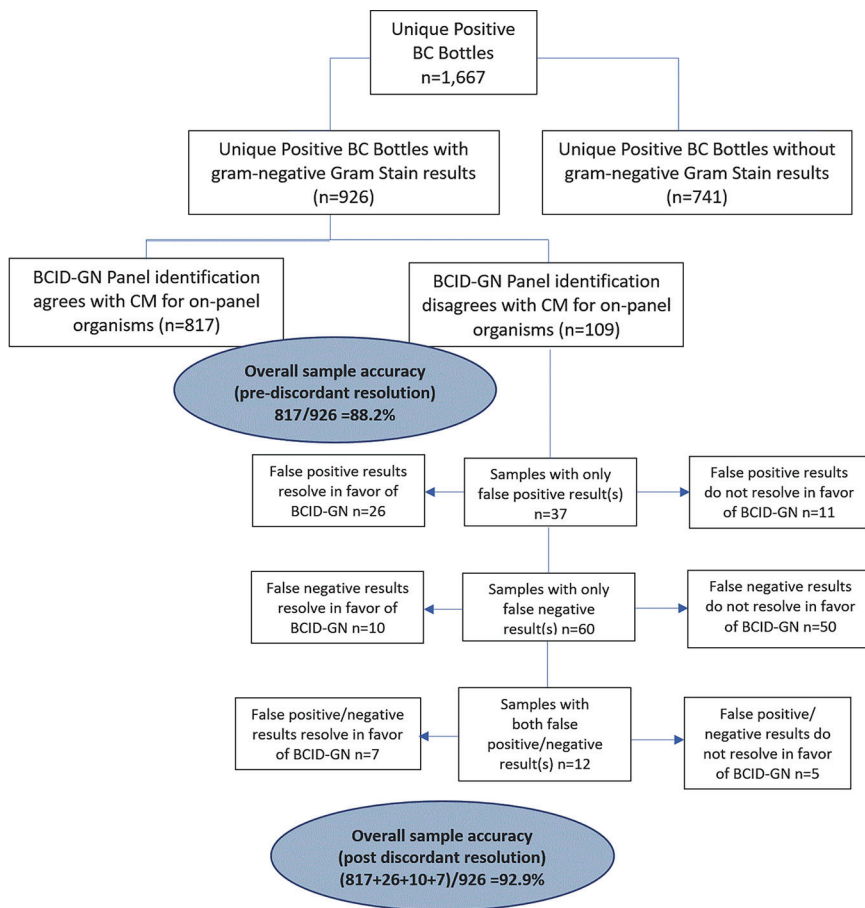 Unique Positive
BC Bottles
n=1,667
Unique Positive BC Bottles with
gram-negative Gram Stain results
(n=926)
Unique Positive BC Bottles without
gram-negative Gram Stain results
(n=741)
BCID-GN Panel identification
agrees with CM for on-panel
organisms (n=817)
BCID-GN Panel identification
disagrees with CM for on-panel
organisms (n=109)
Overall sample accuracy
(pre-discordant resolution)
817/926 =88.2%
False positive results
resolve in favor of
BCID-GN n=26
Samples with only
false positive result(s)
n=37
False positive results
do not resolve in favor
of BCID-GN n=11
False negative results
resolve in favor of
BCID-GN n=10
Samples with only
false negative
result(s) n=60
False negative results
do not resolve in favor
of BCID-GN n=50
False positive/negative
results resolve in favor
of BCID-GN n=7
Samples with
both false
positive/negative
result(s) n=12
False positive/
negative results do
not resolve in favor
of BCID-GN n=5
Overall sample accuracy
(post discordant resolution)
(817+26+10+7)/926 =92.9%